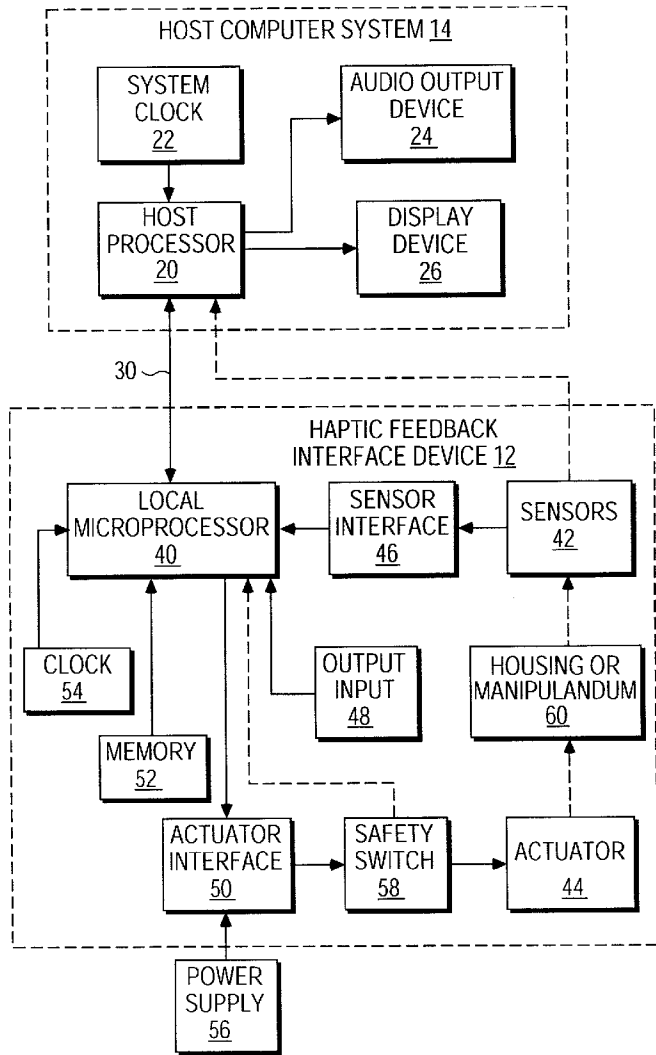 HOST COMPUTER SYSTEM 14
SYSTEM
CLOCK
22
AUDIO OUTPUT
DEVICE
24
HOST
PROCESSOR
20
DISPLAY
DEVICE
26
30
HAPTIC FEEDBACK
INTERFACE DEVICE 12
LOCAL
MICROPROCESSOR
40
SENSOR
INTERFACE
46
SENSORS
42
CLOCK
54
OUTPUT
INPUT
48
HOUSING OR
MANIPULANDUM
60
MEMORY
52
ACTUATOR
INTERFACE
50
SAFETY
SWITCH
58
ACTUATOR
44
POWER
SUPPLY
56